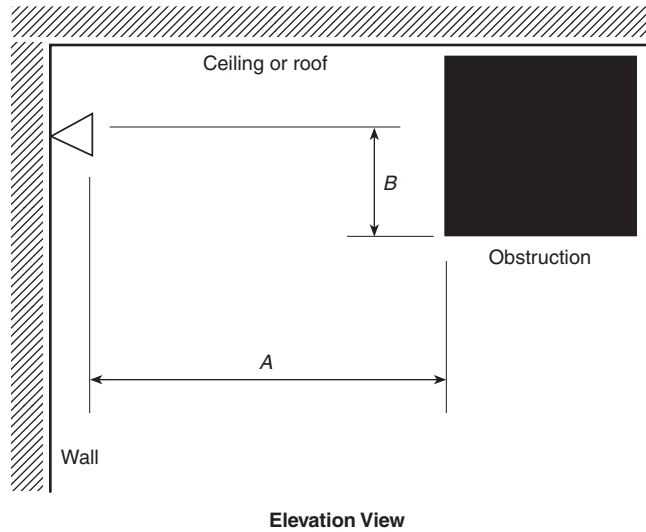 Ceiling or roof
B
Obstruction
A
Wall
Elevation View